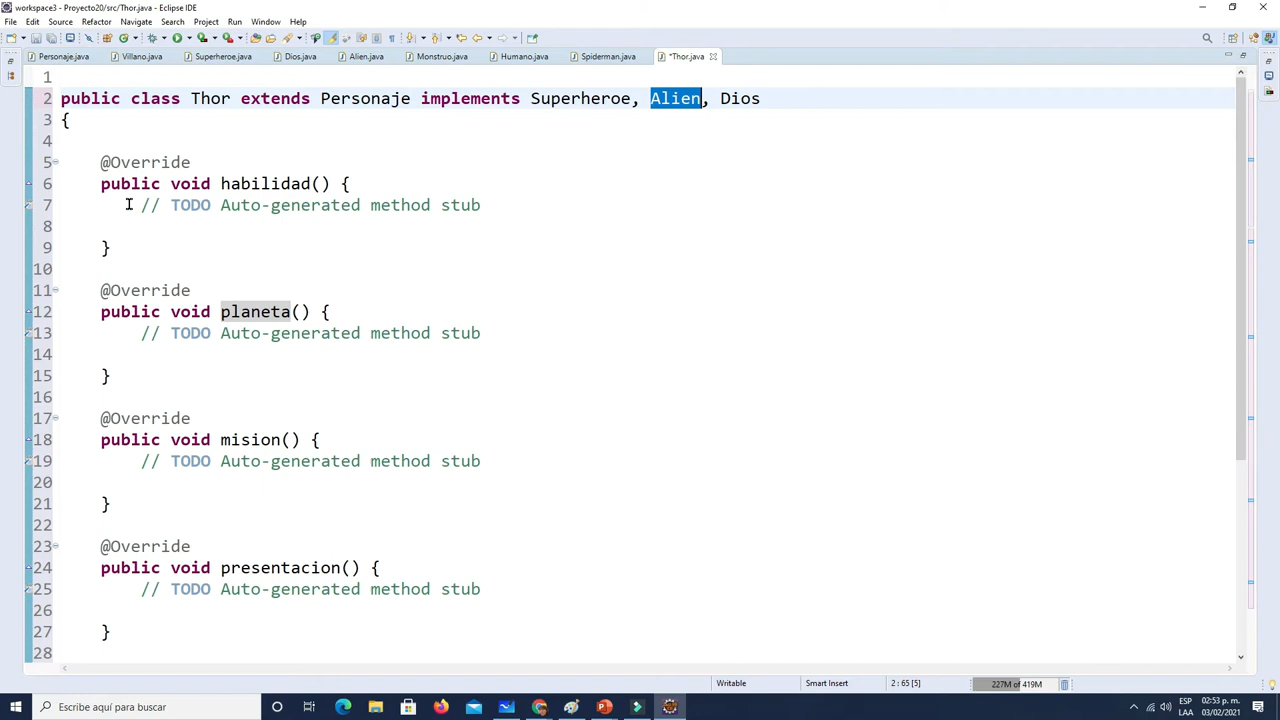 workspace3 - Proyecto20/src/Thor.java - Eclipse IDE
File Edit Source Refactor Navigate Search Project Run Window Help
Personaje.java Villano.java Superheroe.java Dios.java Alien.java Monstruo.java Humano.java Spiderman.java *Thor.java
1
2 public class Thor extends Personaje implements Superheroe, Alien, Dios
3 {
4
5 @Override
6 public void habilidad() {
7 // TODO Auto-generated method stub
8
9 }
10
11 @Override
12 public void planeta() {
13 // TODO Auto-generated method stub
14
15 }
16
17 @Override
18 public void mision() {
19 // TODO Auto-generated method stub
20
21 }
22
23 @Override
24 public void presentacion() {
25 // TODO Auto-generated method stub
26
27 }
28
Writable Smart Insert 2 : 65 [5] 227M of 419M
Escribe aquí para buscar
ESP 02:53 p. m.
LAA 03/02/2021